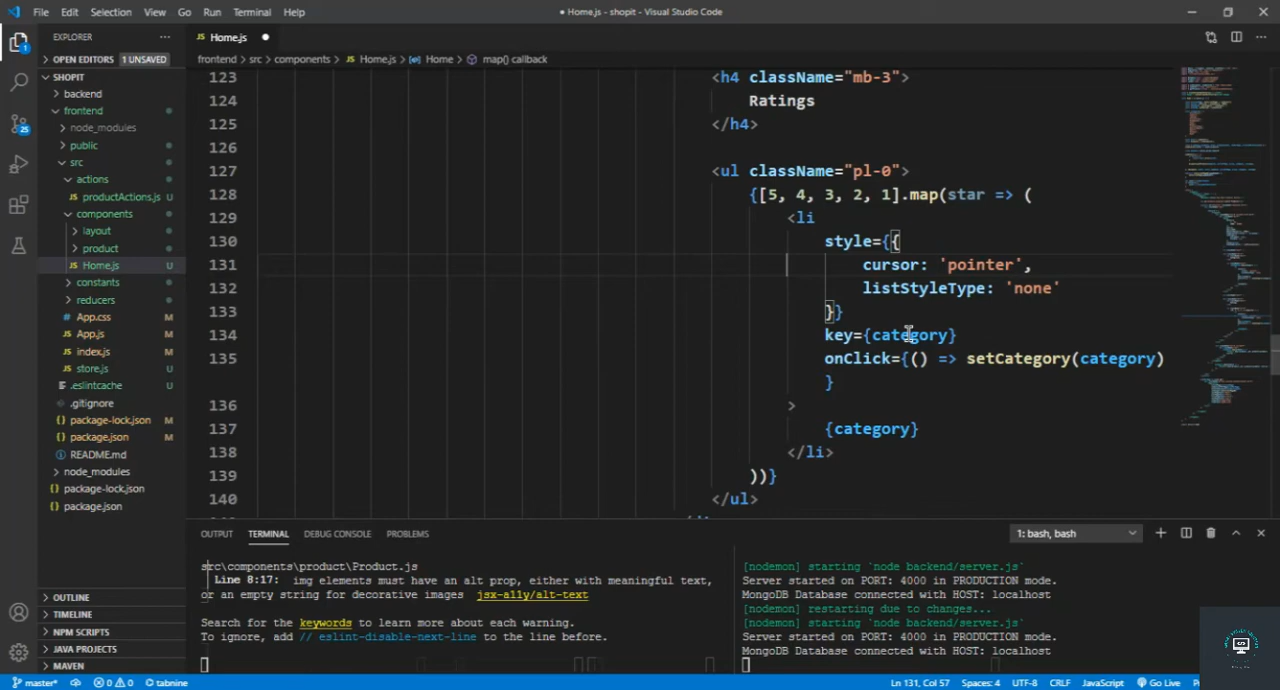 File Edit Selection View Go Run Terminal Help
● Home.js - shopit - Visual Studio Code
EXPLORER
OPEN EDITORS 1 UNSAVED
SHOPIT
backend
frontend
node_modules
public
src
actions
JS productActions.js U
components
layout
product
JS Home.js U
constants
reducers
App.css M
JS App.js M
JS index.js M
JS store.js U
.eslintcache U
.gitignore
{} package-lock.json M
{} package.json M
README.md
node_modules
{} package-lock.json
{} package.json
OUTLINE
TIMELINE
NPM SCRIPTS
JAVA PROJECTS
MAVEN
1
25
JS Home.js ●
frontend > src > components > JS Home.js > Home > map() callback
123 <h4 className="mb-3">
124 Ratings
125 </h4>
126
127 <ul className="pl-0">
128 {[5, 4, 3, 2, 1].map(star => (
129 <li
130 style={{
131 cursor: 'pointer',
132 listStyleType: 'none'
133 }}
134 key={category}
135 onClick={() => setCategory(category)
}
136 >
137 {category}
138 </li>
139 ))}
140 </ul>
OUTPUT TERMINAL DEBUG CONSOLE PROBLEMS
1: bash, bash
src\components\product\Product.js
Line 8:17: img elements must have an alt prop, either with meaningful text,
or an empty string for decorative images jsx-a11y/alt-text
Search for the keywords to learn more about each warning.
To ignore, add // eslint-disable-next-line to the line before.
[nodemon] starting `node backend/server.js`
Server started on PORT: 4000 in PRODUCTION mode.
MongoDB Database connected with HOST: localhost
[nodemon] restarting due to changes...
[nodemon] starting `node backend/server.js`
Server started on PORT: 4000 in PRODUCTION mode.
MongoDB Database connected with HOST: localhost
master* 0 0 tabnine
Ln 131, Col 57 Spaces: 4 UTF-8 CRLF JavaScript Go Live